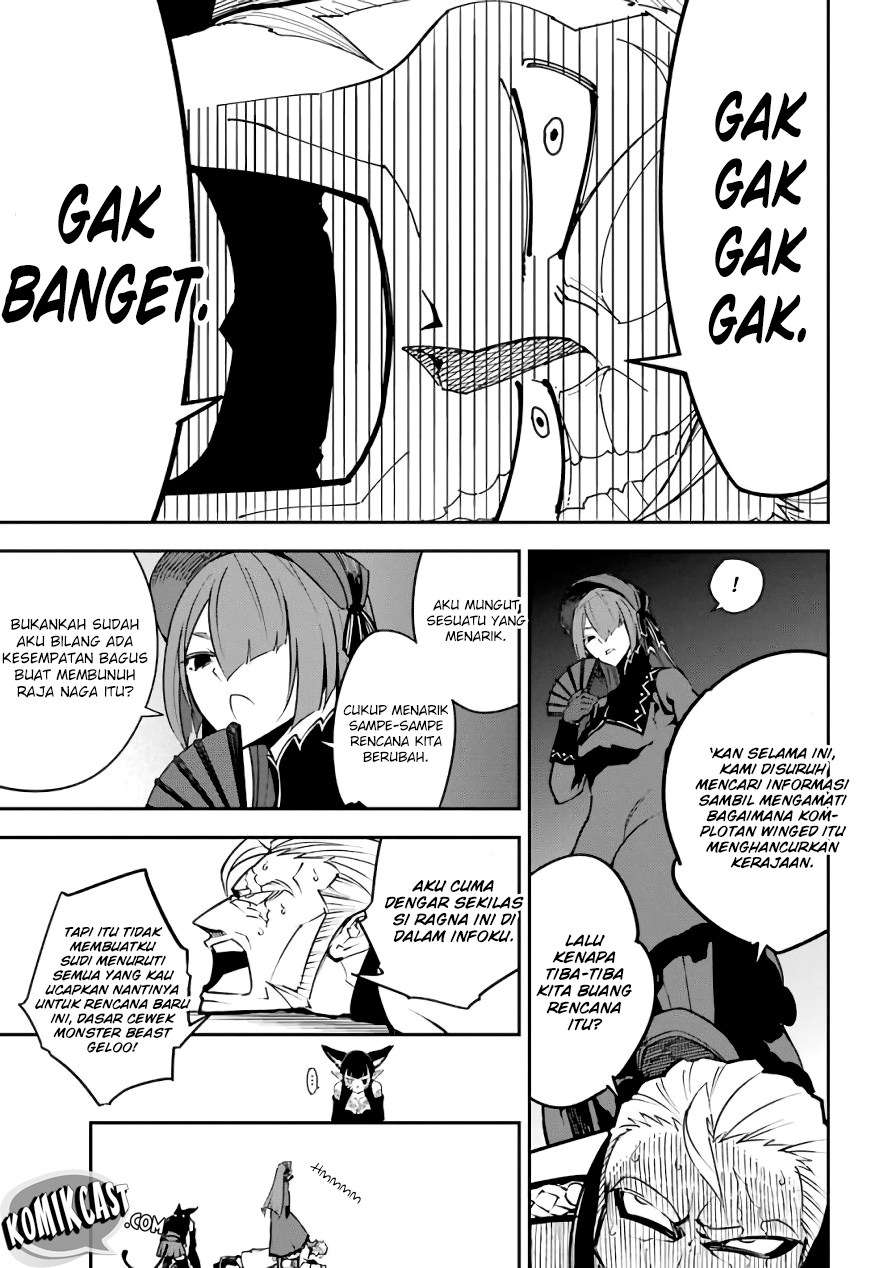 GAK
GAK
GAK
GAK.
GAK
BANGET.
!
'KAN SELAMA INI,
KAMI DISURUH
MENCARI INFORMASI
SAMBIL MENGAMATI
BAGAIMANA KOM-
PLOTAN WINGED ITU
MENGHANCURKAN
KERAJAAN.
LALU
KENAPA
TIBA-TIBA
KITA BUANG
RENCANA
ITU?
AKU MUNGUT
SESUATU YANG
MENARIK.
CUKUP MENARIK
SAMPE-SAMPE
RENCANA KITA
BERUBAH.
BUKANKAH SUDAH
AKU BILANG ADA
KESEMPATAN BAGUS
BUAT MEMBUNUH
RAJA NAGA ITU?
AKU CUMA
DENGAR SEKILAS
SI RAGNA INI DI
DALAM INFOKU.
TAPI ITU TIDAK
MEMBUATKU
SUDI MENURUTI
SEMUA YANG KAU
UCAPKAN NANTINYA
UNTUK RENCANA BARU
INI, DASAR CEWEK
MONSTER BEAST
GELOO!
...
HMMMM
KOMIKCAST
.COM